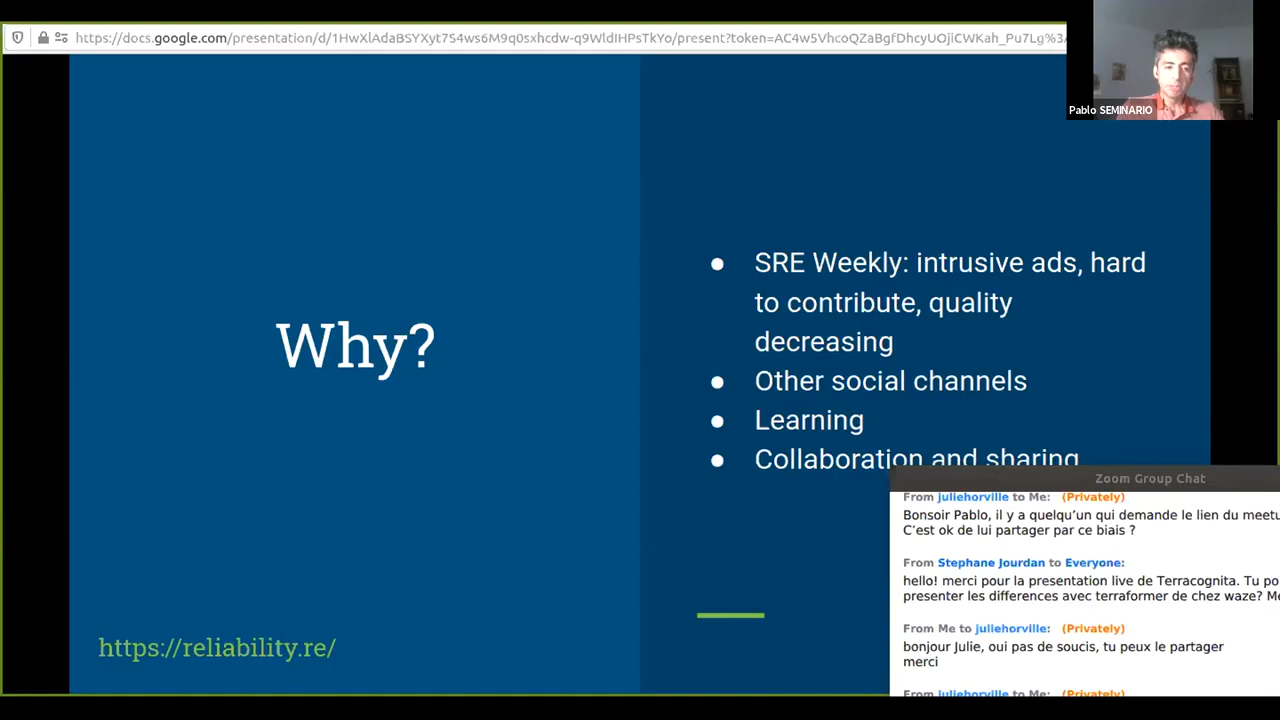 https://docs.google.com/presentation/d/1HwXlAdaBSYXyt7S4ws6M9q0sxhcdw-q9WldIHPsTkYo/present?token=AC4w5VhcoQZaBgfDhcyUOjiCWKah_Pu7Lg%3/
Pablo SEMINARIO
Why?
https://reliability.re/
● SRE Weekly: intrusive ads, hard
to contribute, quality
decreasing
● Other social channels
● Learning
● Collaboration and sharing
Zoom Group Chat
From juliehorville to Me: (Privately)
Bonsoir Pablo, il y a quelqu’un qui demande le lien du meetu
C’est ok de lui partager par ce biais ?
From Stephane Jourdan to Everyone:
hello! merci pour la presentation live de Terracognita. Tu po
presenter les differences avec terraformer de chez waze? Me
From Me to juliehorville: (Privately)
bonjour Julie, oui pas de soucis, tu peux le partager
merci
From juliehorville to Me: (Privately)